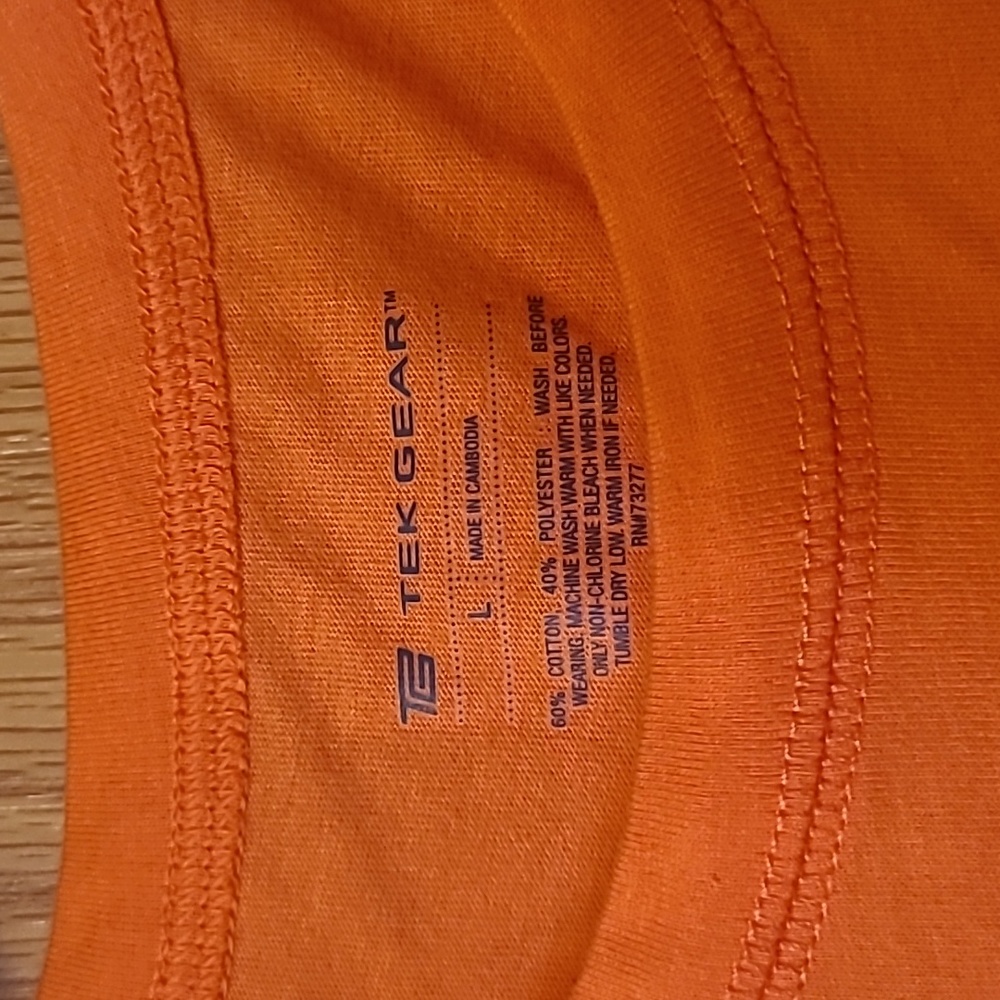 TG TEK GEAR™
L MADE IN CAMBODIA
60% COTTON 40% POLYESTER WASH BEFORE
WEARING. MACHINE WASH WARM WITH LIKE COLORS.
ONLY NON-CHLORINE BLEACH WHEN NEEDED.
TUMBLE DRY LOW. WARM IRON IF NEEDED.
RN#73277